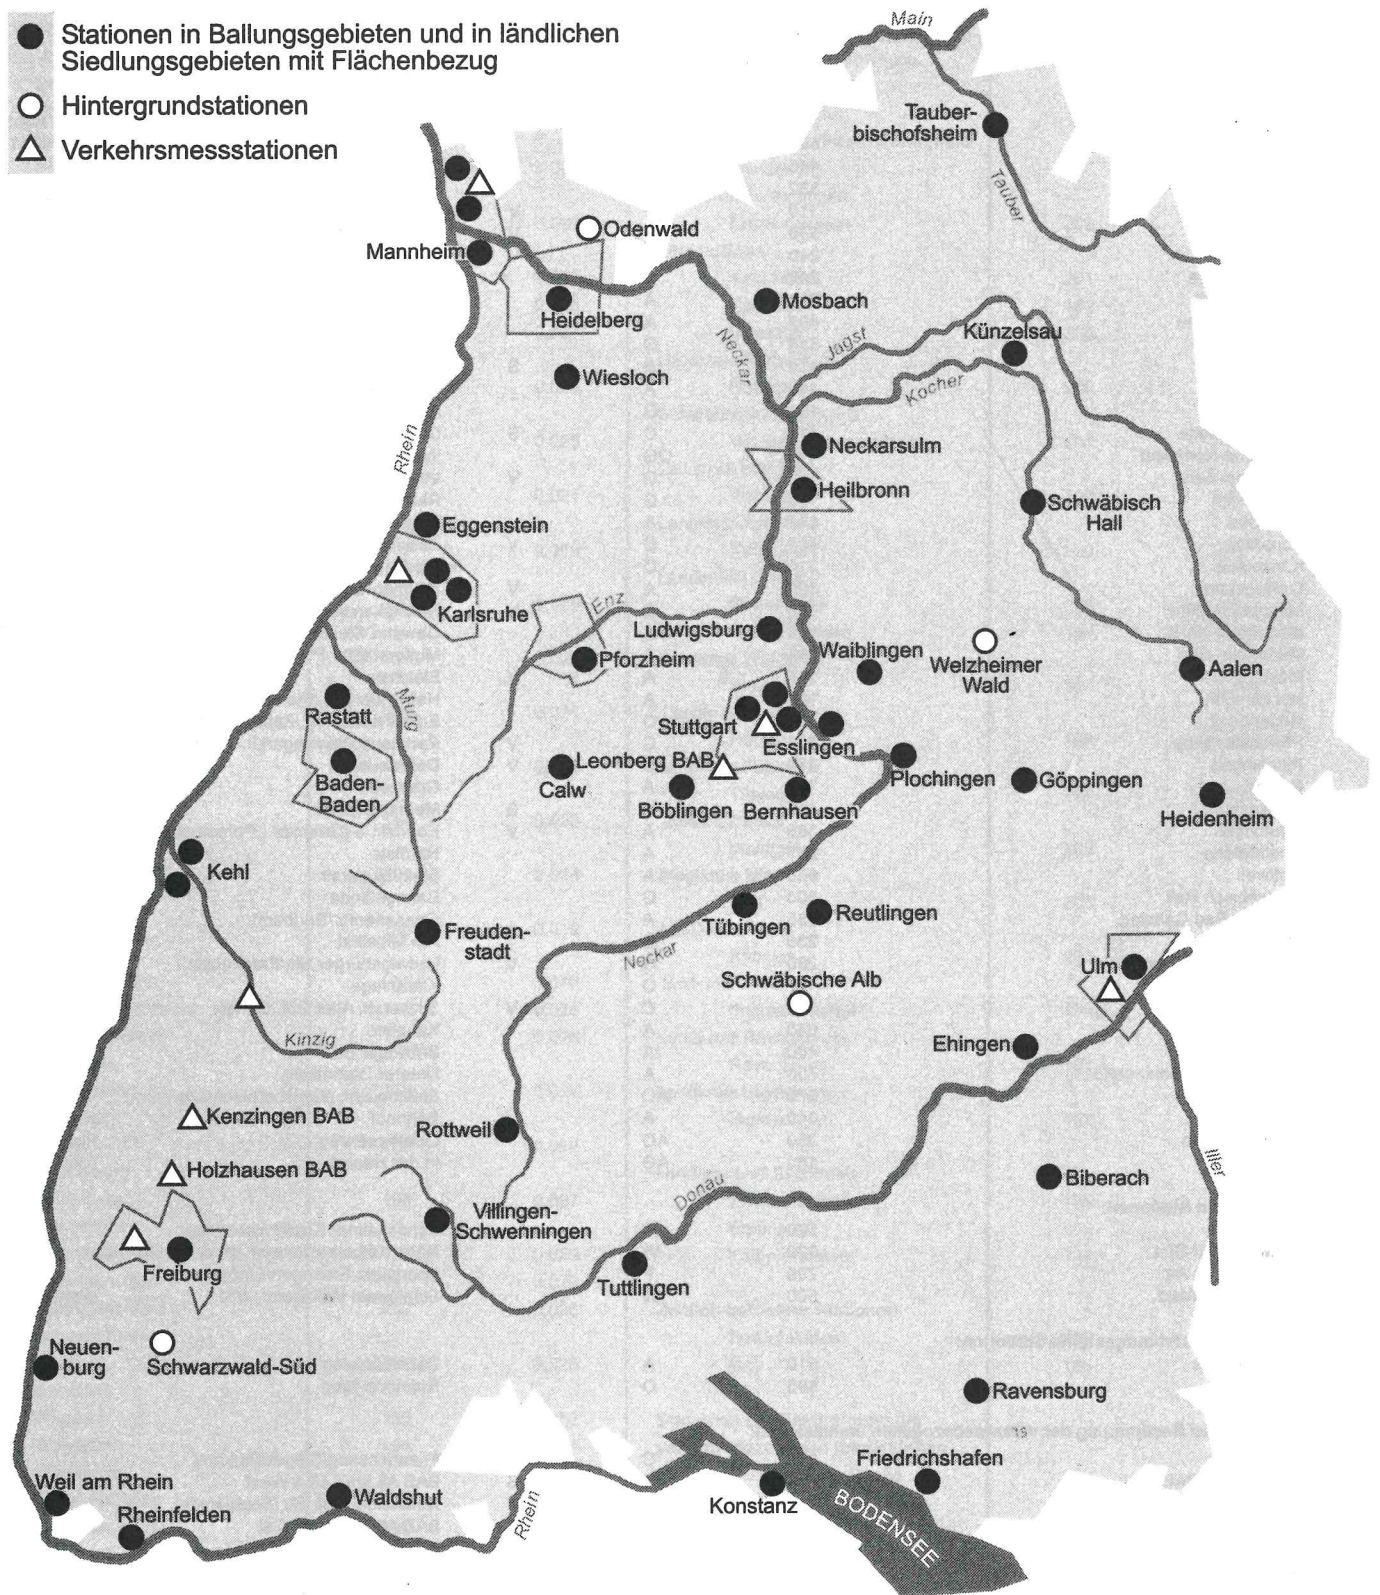 Stationen in Ballungsgebieten und in ländlichen
Siedlungsgebieten mit Flächenbezug
Hintergrundstationen
Verkehrsmessstationen
Main
Tauber-
bischofsheim
Tauber
Odenwald
Mannheim
Heidelberg
Mosbach
Neckar
Jagst
Künzelsau
Wiesloch
Kocher
Rhein
Neckarsulm
Heilbronn
Schwäbisch
Hall
Eggenstein
Karlsruhe
Enz
Ludwigsburg
Waiblingen
Welzheimer
Wald
Aalen
Pforzheim
Rastatt
Murg
Stuttgart
Esslingen
Leonberg BAB
Calw
Böblingen
Bernhausen
Plochingen
Göppingen
Heidenheim
Baden-
Baden
Kehl
Tübingen
Reutlingen
Freuden-
stadt
Neckar
Schwäbische Alb
Ulm
Kinzig
Ehingen
Kenzingen BAB
Rottweil
Holzhausen BAB
Donau
Biberach
Iller
Villingen-
Schwenningen
Freiburg
Tuttlingen
Neuen-
burg
Schwarzwald-Süd
Ravensburg
Friedrichshafen
Weil am Rhein
Rheinfelden
Waldshut
Rhein
Konstanz
BODENSEE